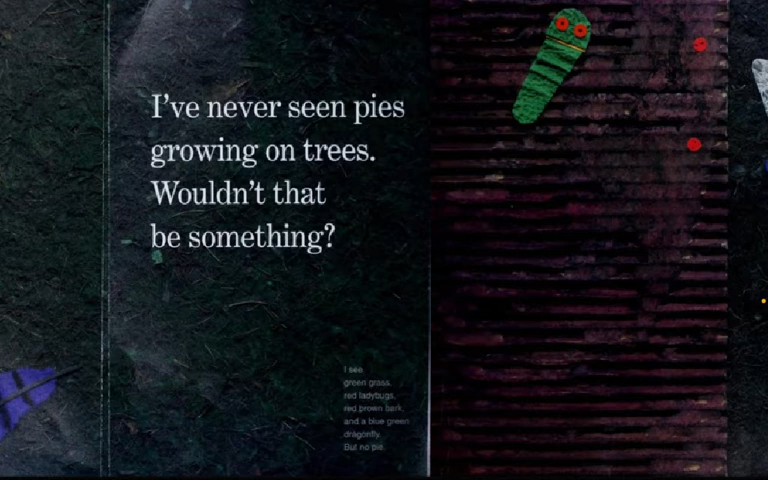 I've never seen pies
growing on trees.
Wouldn't that
be something?
I see
green grass,
red ladybugs,
red brown bark,
and a blue green
dragonfly.
But no pie.